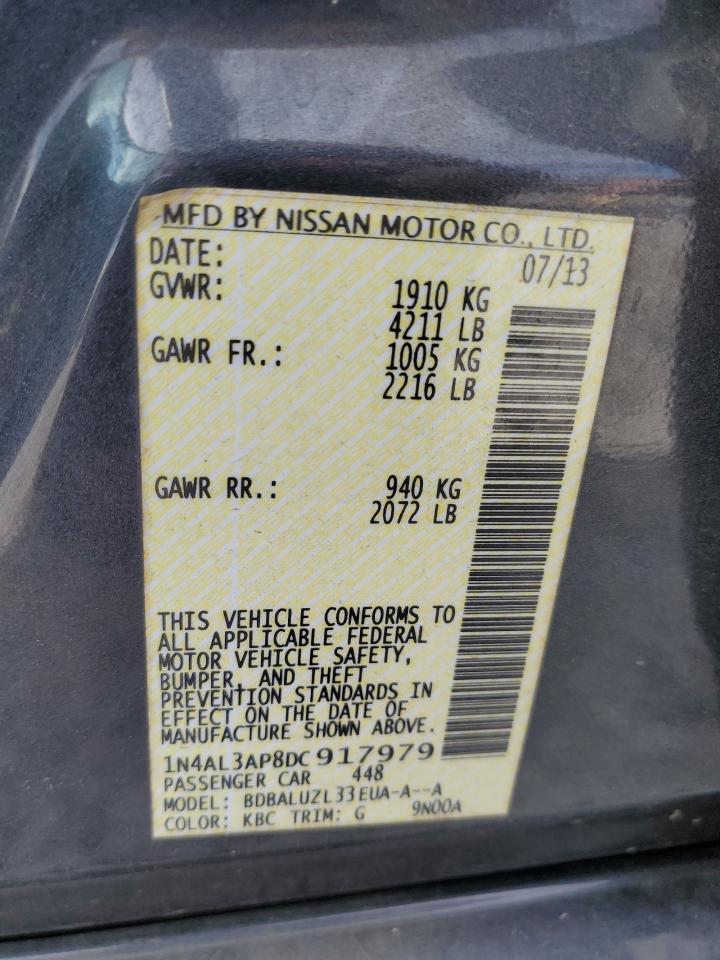 MFD BY NISSAN MOTOR CO., LTD.
DATE: 07/13
GVWR: 1910 KG
4211 LB
GAWR FR.: 1005 KG
2216 LB
GAWR RR.: 940 KG
2072 LB
THIS VEHICLE CONFORMS TO
ALL APPLICABLE FEDERAL
MOTOR VEHICLE SAFETY,
BUMPER, AND THEFT
PREVENTION STANDARDS IN
EFFECT ON THE DATE OF
MANUFACTURE SHOWN ABOVE.
1N4AL3AP8DC917979
PASSENGER CAR 448
MODEL: BDBALUZL33EUA-A--A
COLOR: KBC TRIM: G 9N00A